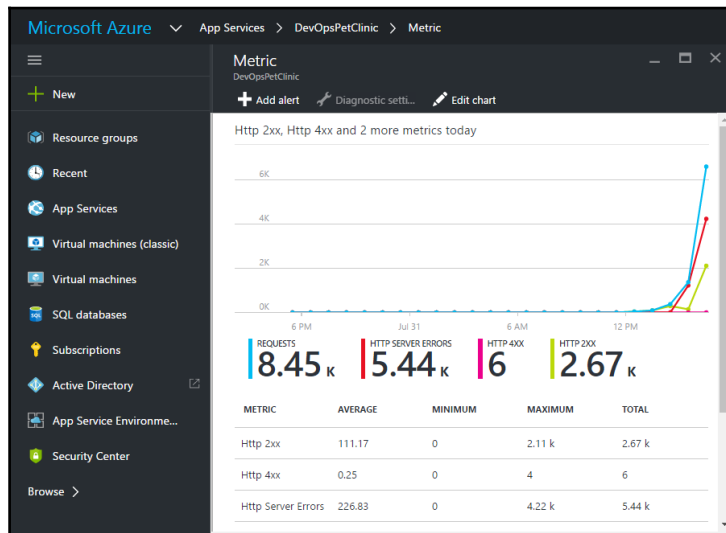 Microsoft Azure App Services > DevOpsPetClinic > Metric
New
Resource groups
Recent
App Services
Virtual machines (classic)
Virtual machines
SQL databases
Subscriptions
Active Directory
App Service Environme...
Security Center
Browse >
Metric
DevOpsPetClinic
Add alert Diagnostic setti... Edit chart
Http 2xx, Http 4xx and 2 more metrics today
6K
4K
2K
0K
6 PM Jul 31 6 AM 12 PM
REQUESTS HTTP SERVER ERRORS HTTP 4XX HTTP 2XX
8.45 K 5.44 K 6 2.67 K
METRIC AVERAGE MINIMUM MAXIMUM TOTAL
Http 2xx 111.17 0 2.11 k 2.67 k
Http 4xx 0.25 0 4 6
Http Server Errors 226.83 0 4.22 k 5.44 k